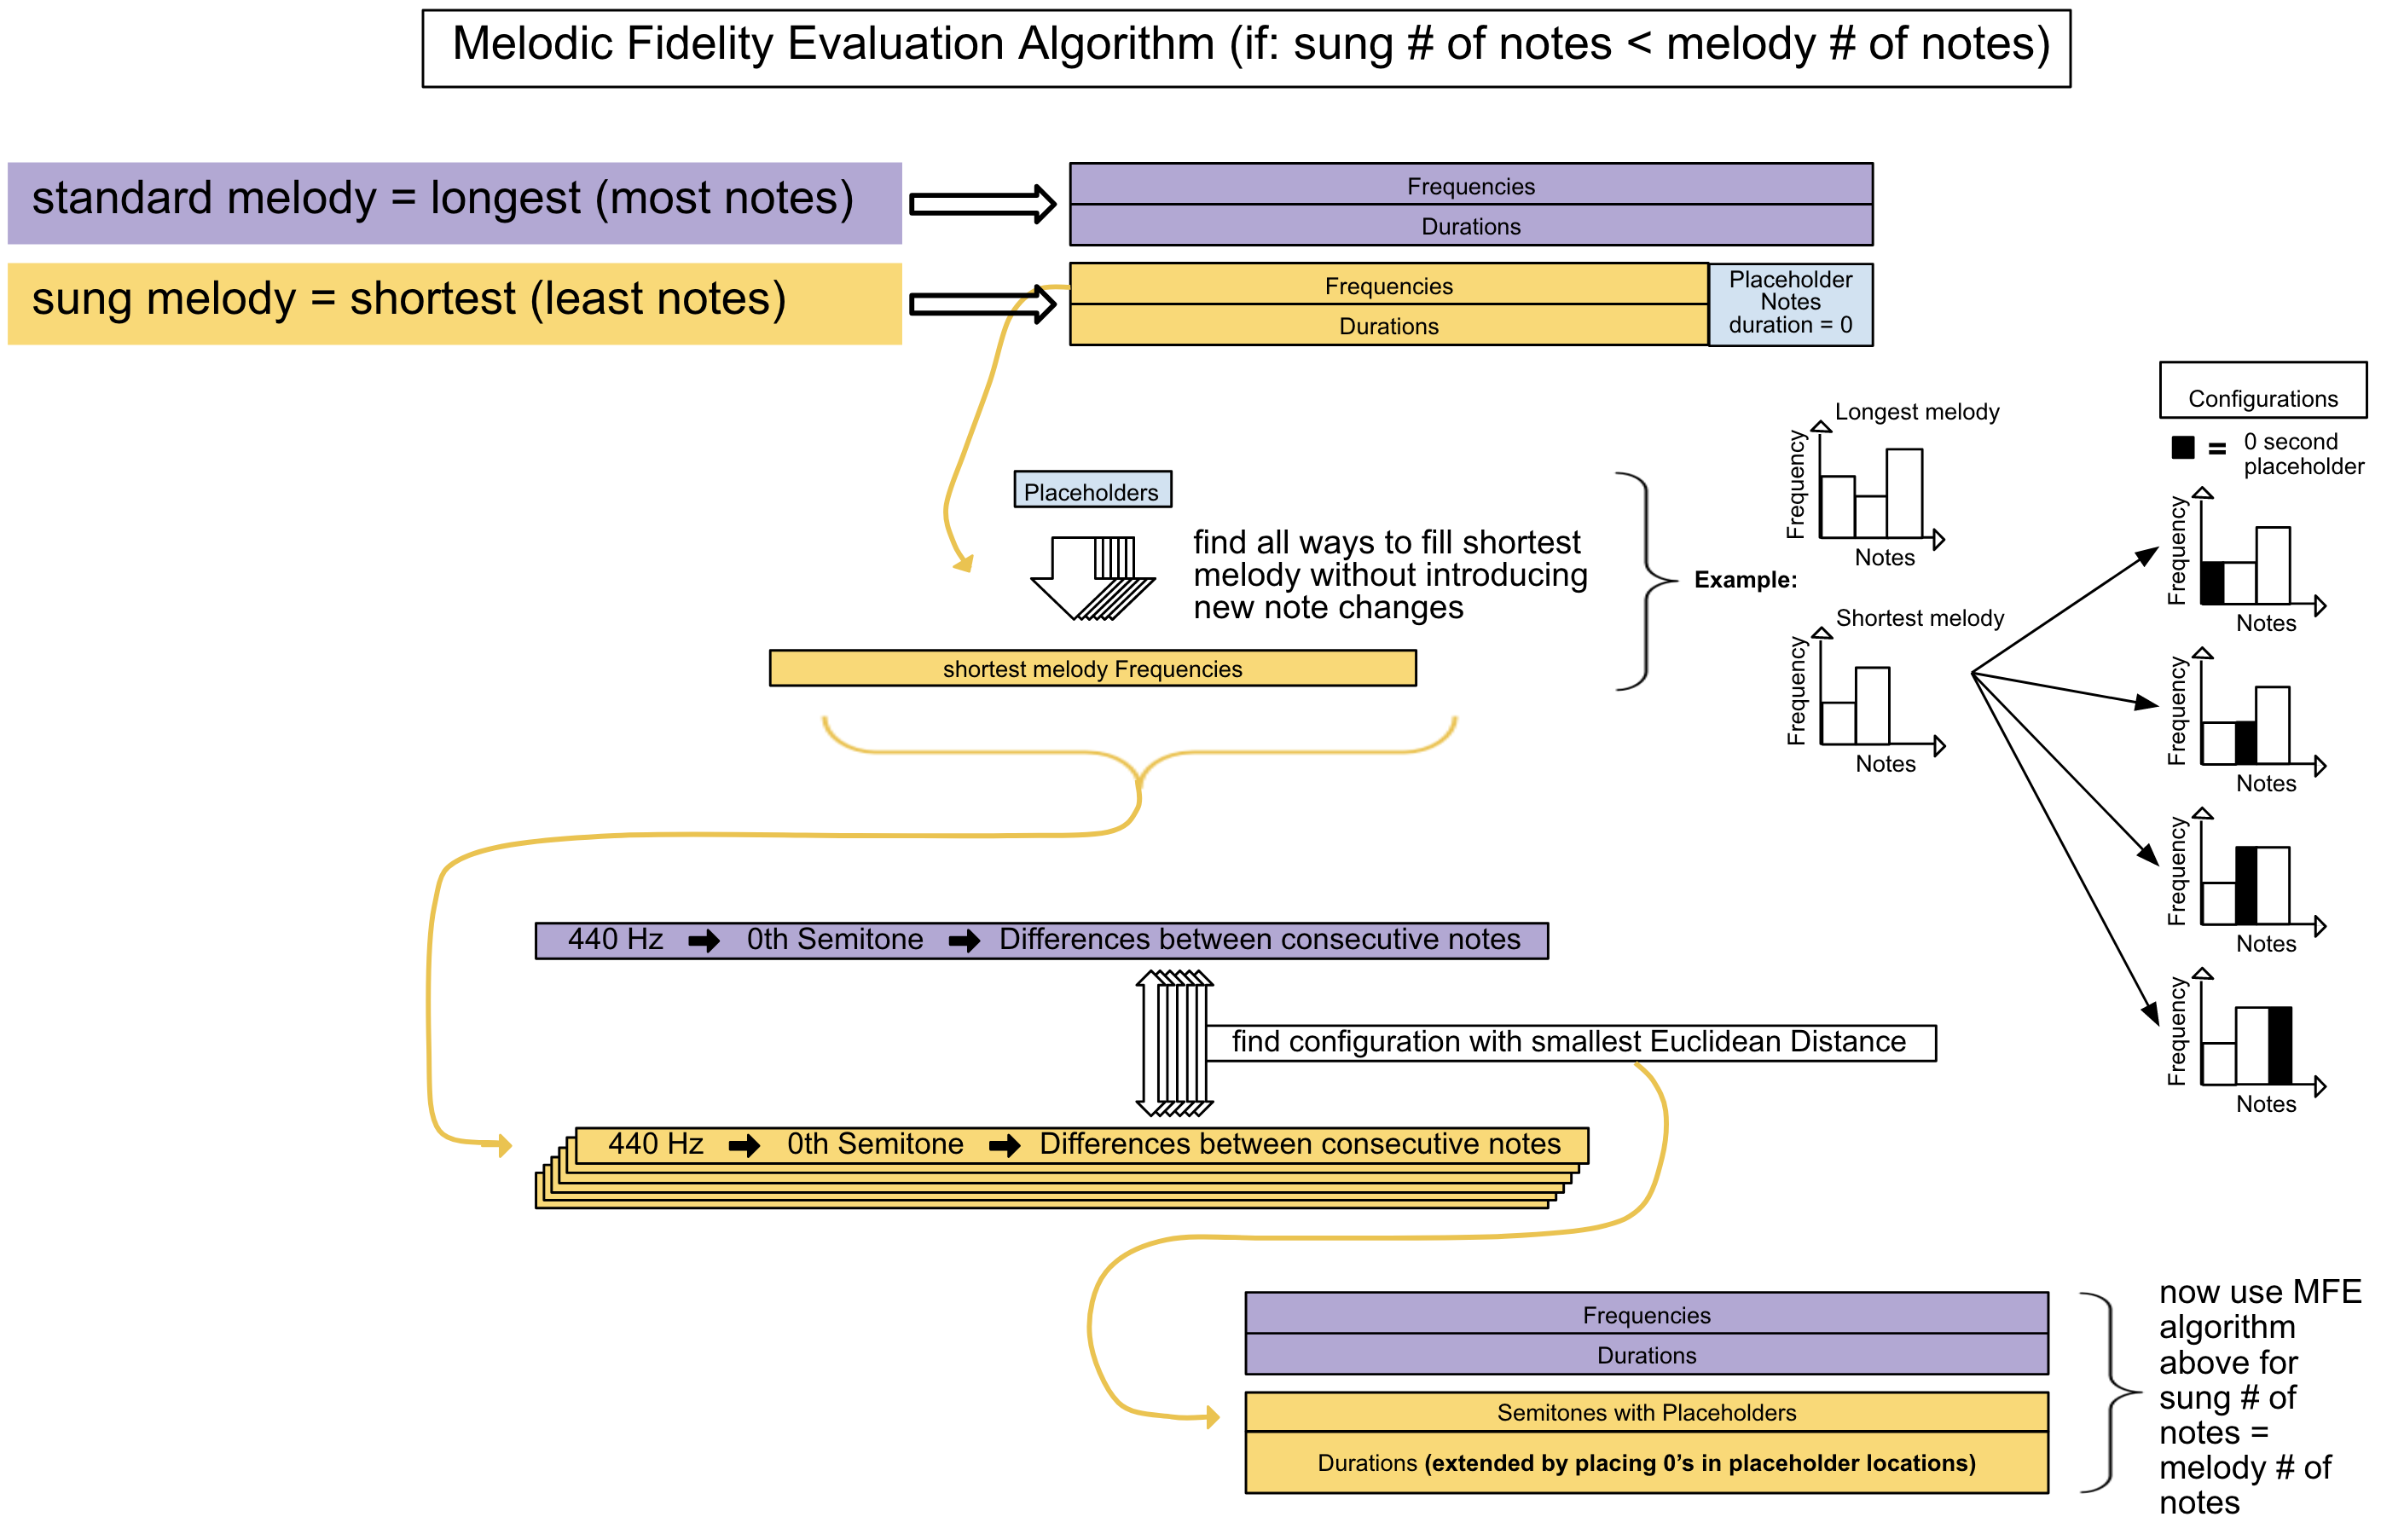 Melodic Fidelity Evaluation Algorithm (if: sung # of notes < melody # of notes)
standard melody = longest (most notes)
Frequencies
Durations
sung melody = shortest (least notes)
Frequencies
Durations
Placeholder
Notes
duration = 0
Placeholders
find all ways to fill shortest
melody without introducing
new note changes
shortest melody Frequencies
Example:
Longest melody
Frequency
Notes
Shortest melody
Frequency
Notes
Configurations
= 0 second
placeholder
Frequency
Notes
Frequency
Notes
Frequency
Notes
Frequency
Notes
440 Hz 0th Semitone Differences between consecutive notes
find configuration with smallest Euclidean Distance
440 Hz 0th Semitone Differences between consecutive notes
Frequencies
Durations
Semitones with Placeholders
Durations (extended by placing 0’s in placeholder locations)
now use MFE
algorithm
above for
sung # of
notes =
melody # of
notes